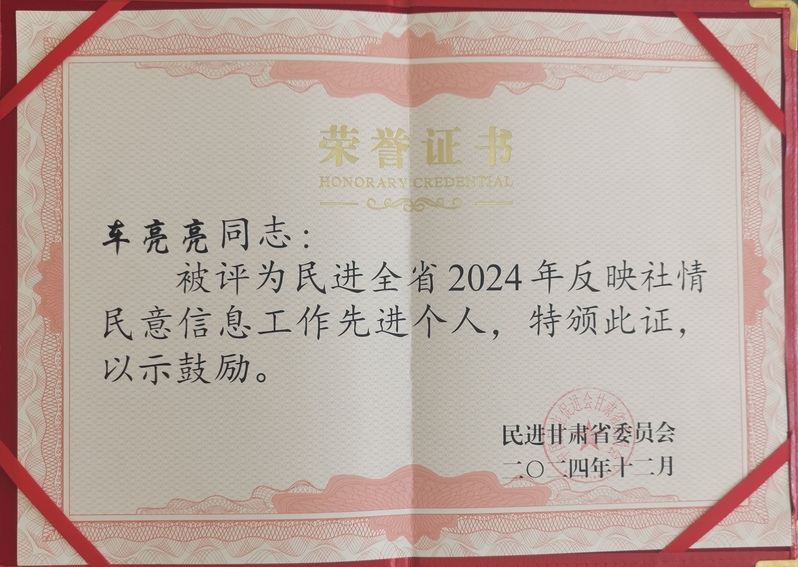 荣誉证书
HONORARY CREDENTIAL
车亮亮同志：
被评为民进全省2024年反映社情
民意信息工作先进个人，特颁此证，
以示鼓励。
民进甘肃省委员会
二〇二四年十二月